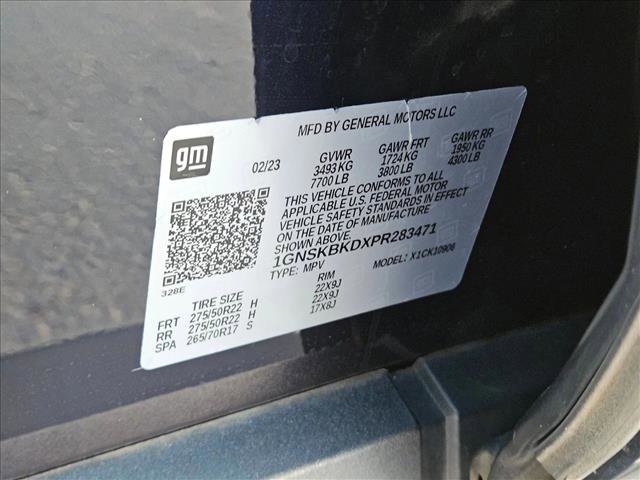 MFD BY GENERAL MOTORS LLC
gm
02/23 GVWR GAWR FRT GAWR RR
3493 KG 1724 KG 1950 KG
7700 LB 3800 LB 4300 LB
THIS VEHICLE CONFORMS TO ALL
APPLICABLE U.S. FEDERAL MOTOR
VEHICLE SAFETY STANDARDS IN EFFECT
ON THE DATE OF MANUFACTURE
SHOWN ABOVE.
1GNSKBKDXPR283471
TYPE: MPV MODEL: X1CK10906
328E
TIRE SIZE RIM
FRT 275/50R22 H 22X9J
RR 275/50R22 H 22X9J
SPA 265/70R17 S 17X8J